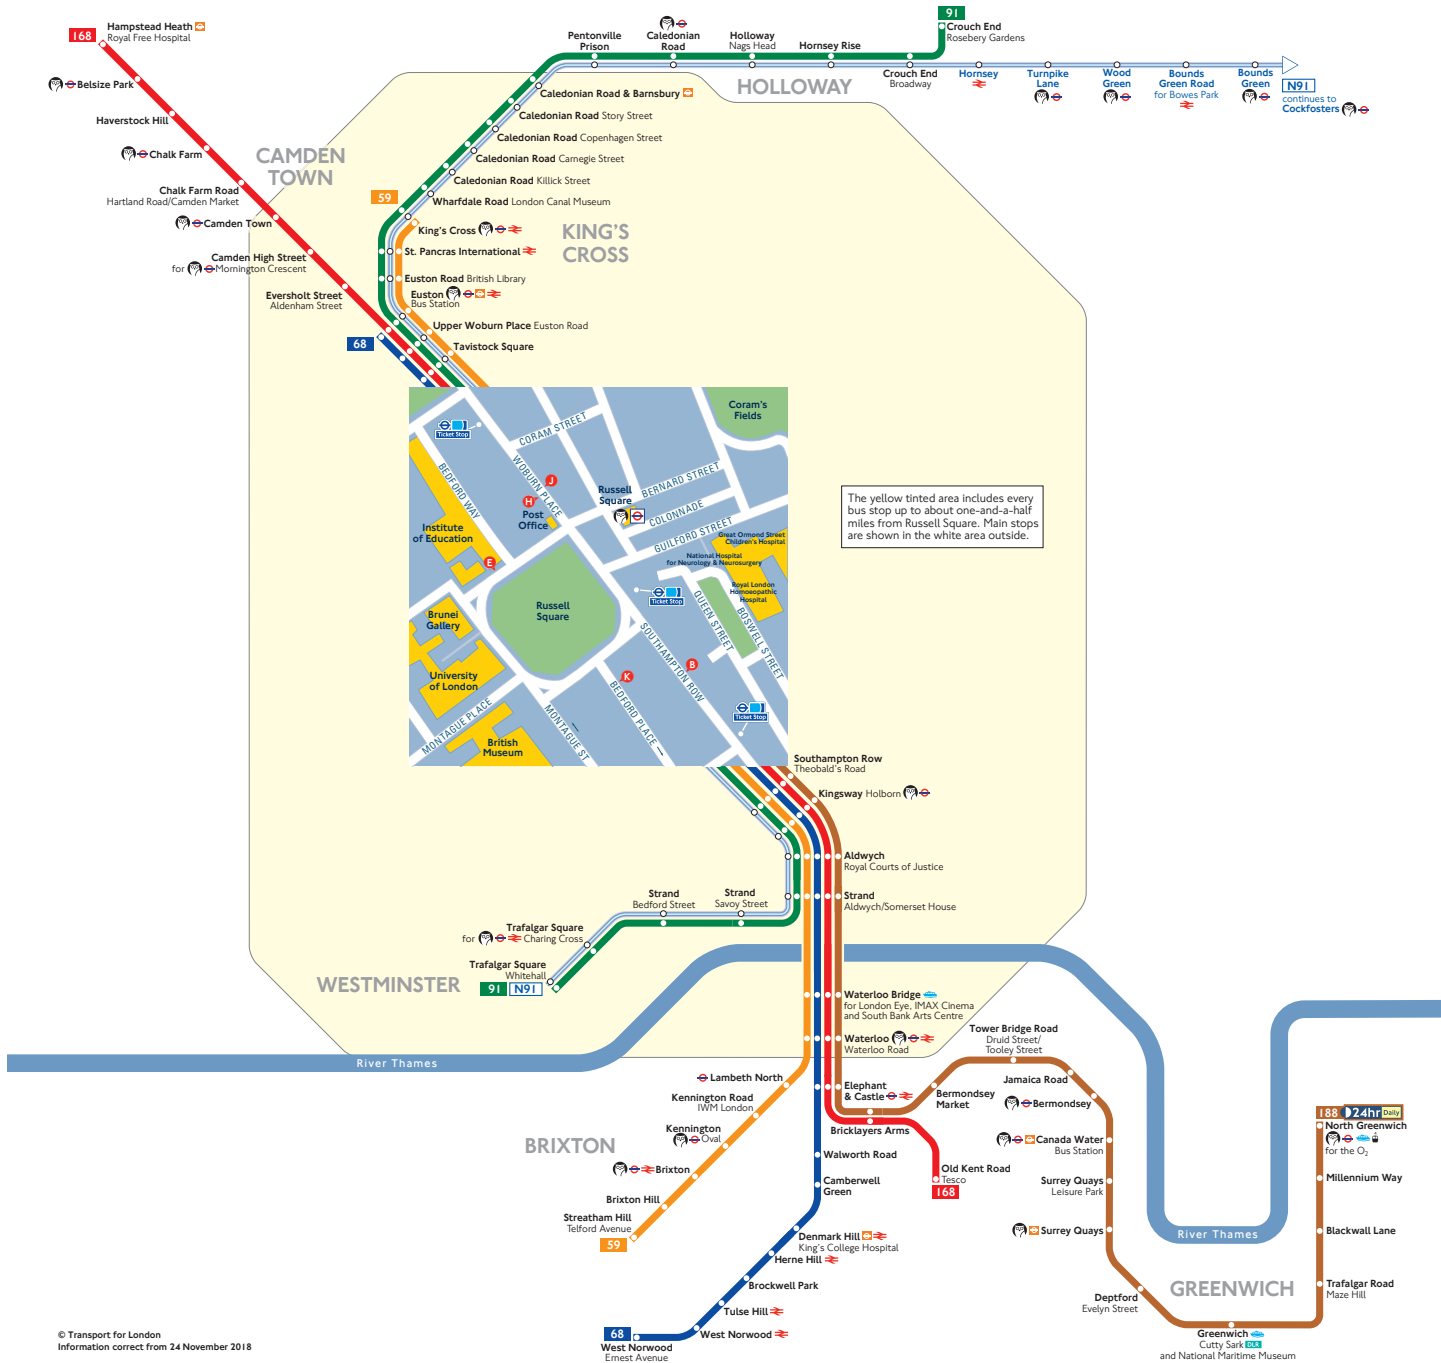 91
Crouch End
Rosebery Gardens
168
Hampstead Heath
Royal Free Hospital
Pentonville
Prison
Caledonian
Road
Holloway
Nags Head
Hornsey Rise
Crouch End
Broadway
Hornsey
Turnpike
Lane
Wood
Green
Bounds
Green Road
for Bowes Park
Bounds
Green
N91
continues to
Cockfosters
HOLLOWAY
Belsize Park
Haverstock Hill
Chalk Farm
Chalk Farm Road
Hartland Road/Camden Market
Camden Town
Camden High Street
for Mornington Crescent
Eversholt Street
Aldenham Street
CAMDEN
TOWN
Caledonian Road & Barnsbury
Caledonian Road Story Street
Caledonian Road Copenhagen Street
Caledonian Road Carnegie Street
Caledonian Road Killick Street
Wharfdale Road London Canal Museum
59
King's Cross
St. Pancras International
Euston Road British Library
Euston
Bus Station
Upper Woburn Place Euston Road
Tavistock Square
KING'S
CROSS
68
Coram's
Fields
Ticket Stop
CORAM STREET
BEDFORD WAY
WOBURN PLACE
BERNARD STREET
COLONNADE
GUILFORD STREET
J
H
Post
Office
Russell
Square
Institute
of Education
E
Great Ormond Street
Children's Hospital
National Hospital
for Neurology & Neurosurgery
Royal London
Homoeopathic
Hospital
Ticket Stop
Russell
Square
Brunei
Gallery
QUEEN STREET
BOSWELL STREET
SOUTHAMPTON ROW
University
of London
K
B
BEDFORD PLACE
MONTAGUE PLACE
MONTAGUE ST
British
Museum
Ticket Stop
The yellow tinted area includes every
bus stop up to about one-and-a-half
miles from Russell Square. Main stops
are shown in the white area outside.
Southampton Row
Theobald's Road
Kingsway Holborn
Aldwych
Royal Courts of Justice
Strand
Aldwych/Somerset House
Strand
Bedford Street
Strand
Savoy Street
Trafalgar Square
for Charing Cross
Trafalgar Square
Whitehall
91
N91
WESTMINSTER
Waterloo Bridge
for London Eye, IMAX Cinema
and South Bank Arts Centre
Waterloo
Waterloo Road
River Thames
Lambeth North
Kennington Road
IWM London
Kennington
Oval
Brixton
Brixton Hill
Streatham Hill
Telford Avenue
59
BRIXTON
Elephant
& Castle
Bricklayers Arms
Old Kent Road
Tesco
168
Walworth Road
Camberwell
Green
Denmark Hill
King's College Hospital
Herne Hill
Brockwell Park
Tulse Hill
West Norwood
68
West Norwood
Ernest Avenue
Bermondsey
Market
Tower Bridge Road
Druid Street/
Tooley Street
Jamaica Road
Bermondsey
Canada Water
Bus Station
Surrey Quays
Leisure Park
Surrey Quays
Deptford
Evelyn Street
Greenwich
Cutty Sark DLR
and National Maritime Museum
GREENWICH
River Thames
188 24hr Daily
North Greenwich
for the O2
Millennium Way
Blackwall Lane
Trafalgar Road
Maze Hill
© Transport for London
Information correct from 24 November 2018